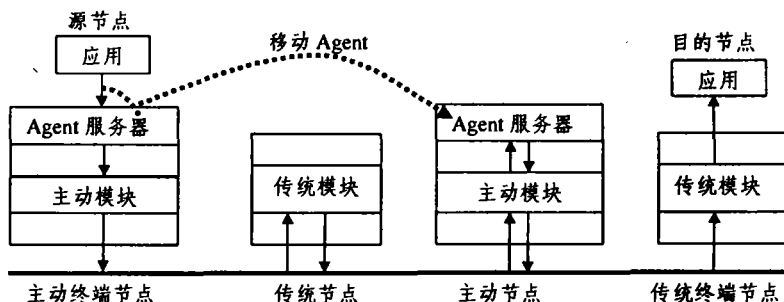 源节点
移动 Agent
目的节点
应用
应用
Agent 服务器
Agent 服务器
主动模块
传统模块
主动模块
传统模块
主动终端节点
传统节点
主动节点
传统终端节点